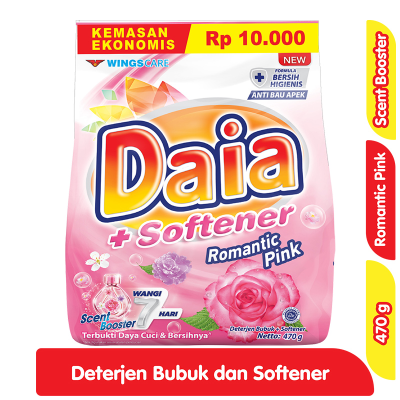 KEMASAN
EKONOMIS
Rp 10.000
WINGS CARE
NEW
FORMULA
BERSIH
HIGIENIS
ANTI BAU APEK
Daia
+ Softener
Romantic
Pink
Scent
Booster
WANGI
7
HARI
Terbukti Daya Cuci & Bersihnya
Deterjen Bubuk + Softener
Netto: 470 g
Scent Booster
Romantic Pink
470 g
Deterjen Bubuk dan Softener